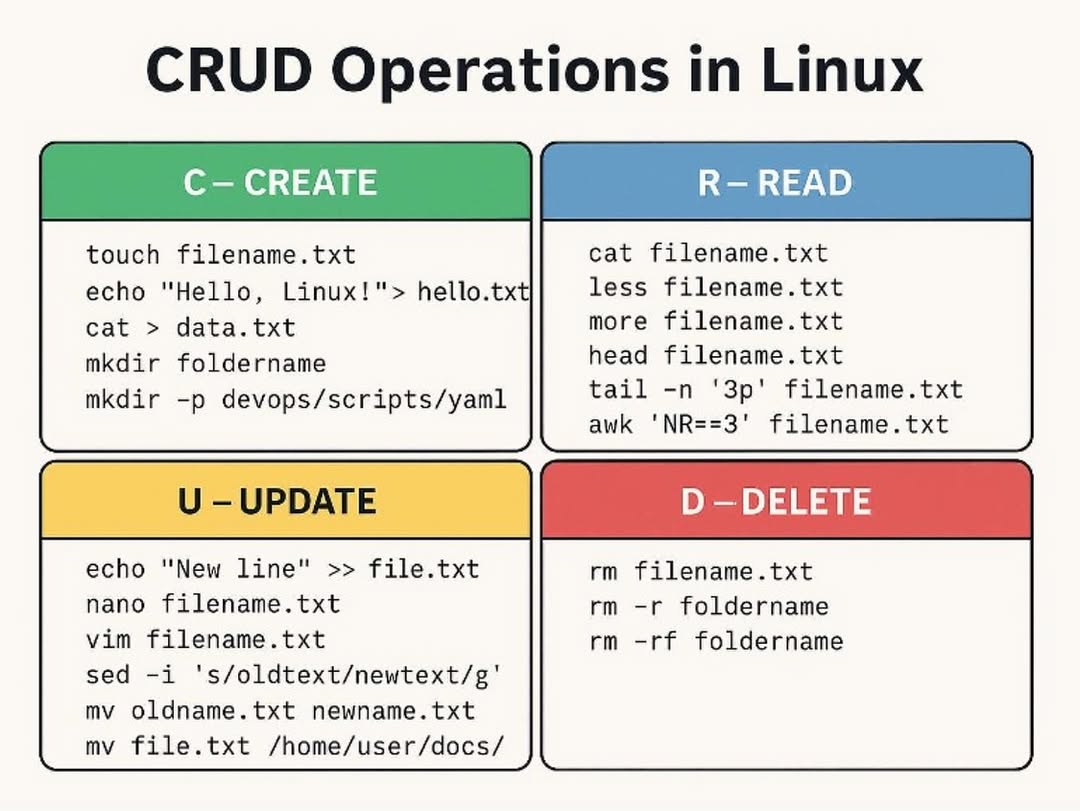 CRUD Operations in Linux
C – CREATE
touch filename.txt
echo "Hello, Linux!"> hello.txt
cat > data.txt
mkdir foldername
mkdir –p devops/scripts/yaml
R – READ
cat filename.txt
less filename.txt
more filename.txt
head filename.txt
tail –n '3p' filename.txt
awk 'NR==3' filename.txt
U – UPDATE
echo "New line" >> file.txt
nano filename.txt
vim filename.txt
sed –i 's/oldtext/newtext/g'
mv oldname.txt newname.txt
mv file.txt /home/user/docs/
D – DELETE
rm filename.txt
rm –r foldername
rm –rf foldername